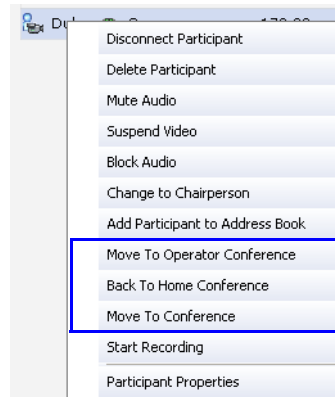 Disconnect Participant
Delete Participant
Mute Audio
Suspend Video
Block Audio
Change to Chairperson
Add Participant to Address Book
Move To Operator Conference
Back To Home Conference
Move To Conference
Start Recording
Participant Properties